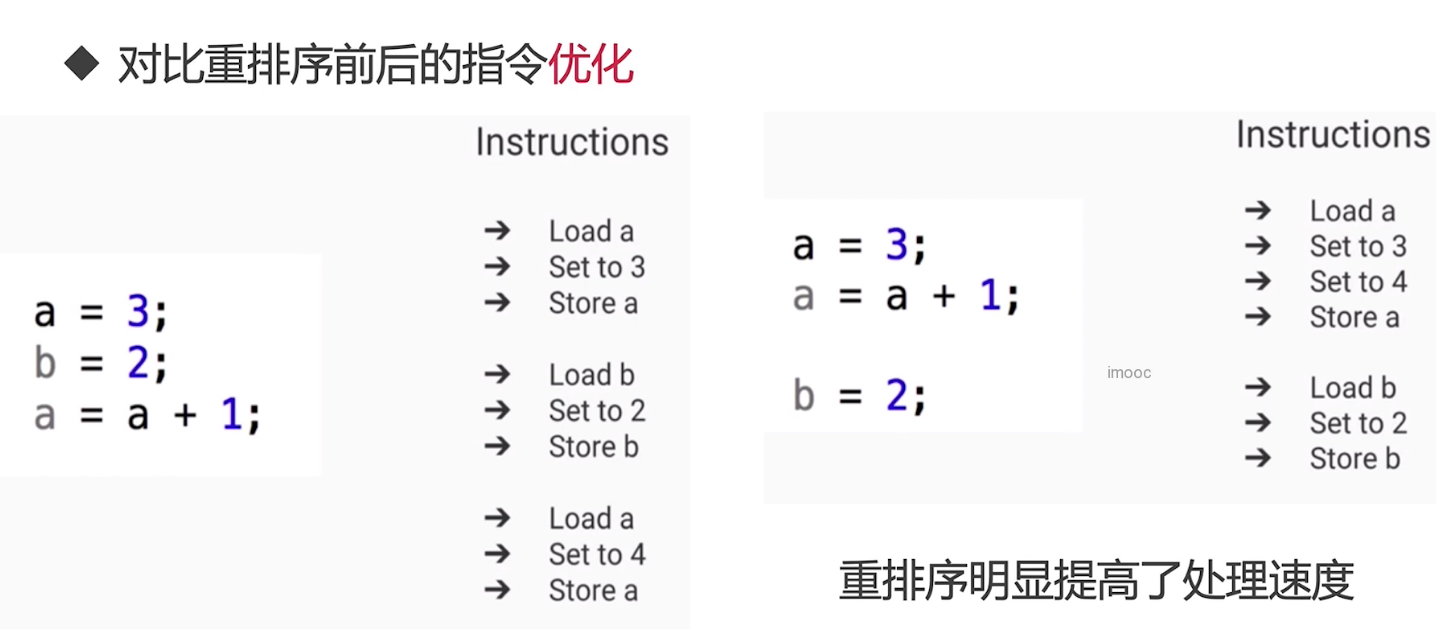 ◆ 对比重排序前后的指令优化
Instructions
➔ Load a
➔ Set to 3
➔ Store a
➔ Load b
➔ Set to 2
➔ Store b
➔ Load a
➔ Set to 4
➔ Store a
a = 3;
b = 2;
a = a + 1;
Instructions
➔ Load a
➔ Set to 3
➔ Set to 4
➔ Store a
➔ Load b
➔ Set to 2
➔ Store b
a = 3;
a = a + 1;
b = 2;
imooc
重排序明显提高了处理速度